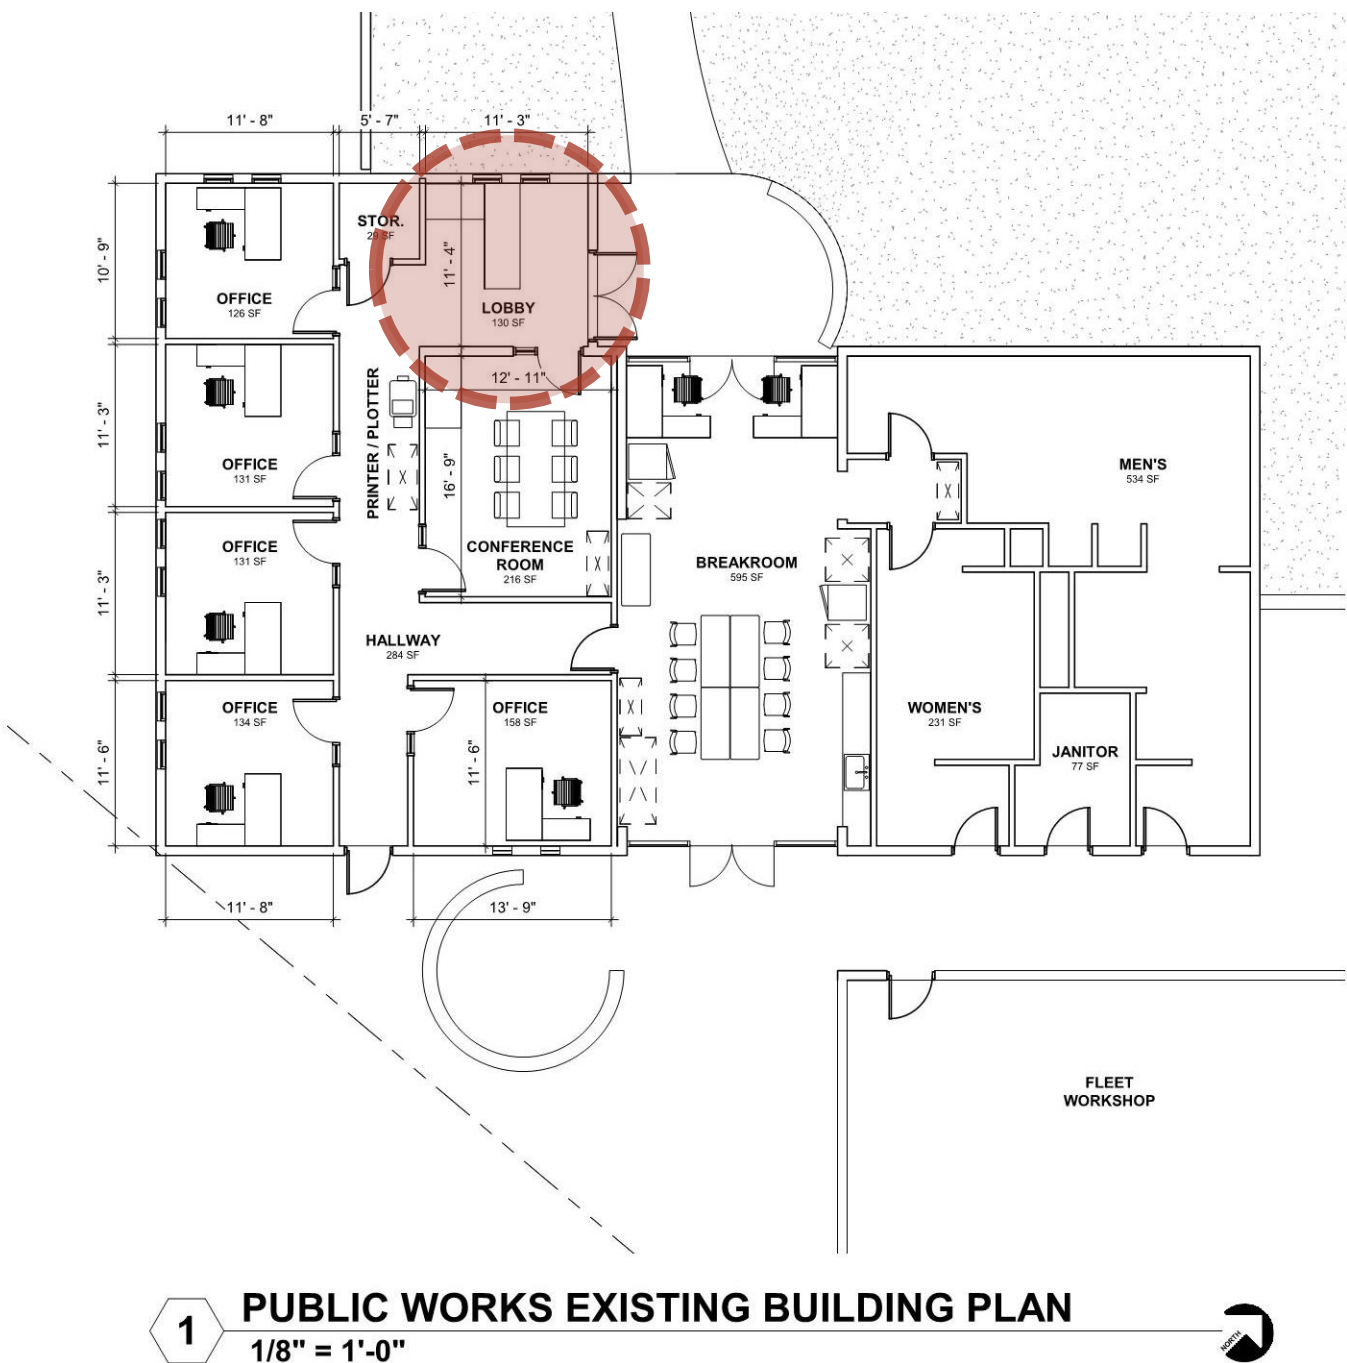 11' - 8"
5' - 7"
11' - 3"
10' - 9"
STOR.
29 SF
11' - 4"
OFFICE
126 SF
LOBBY
130 SF
12' - 11"
11' - 3"
PRINTER / PLOTTER
OFFICE
131 SF
16' - 9"
MEN'S
534 SF
OFFICE
131 SF
CONFERENCE
ROOM
216 SF
BREAKROOM
595 SF
11' - 3"
HALLWAY
284 SF
OFFICE
134 SF
OFFICE
158 SF
WOMEN'S
231 SF
11' - 6"
11' - 6"
JANITOR
77 SF
11' - 8"
13' - 9"
FLEET
WORKSHOP
1
PUBLIC WORKS EXISTING BUILDING PLAN
1/8" = 1'-0"
NORTH